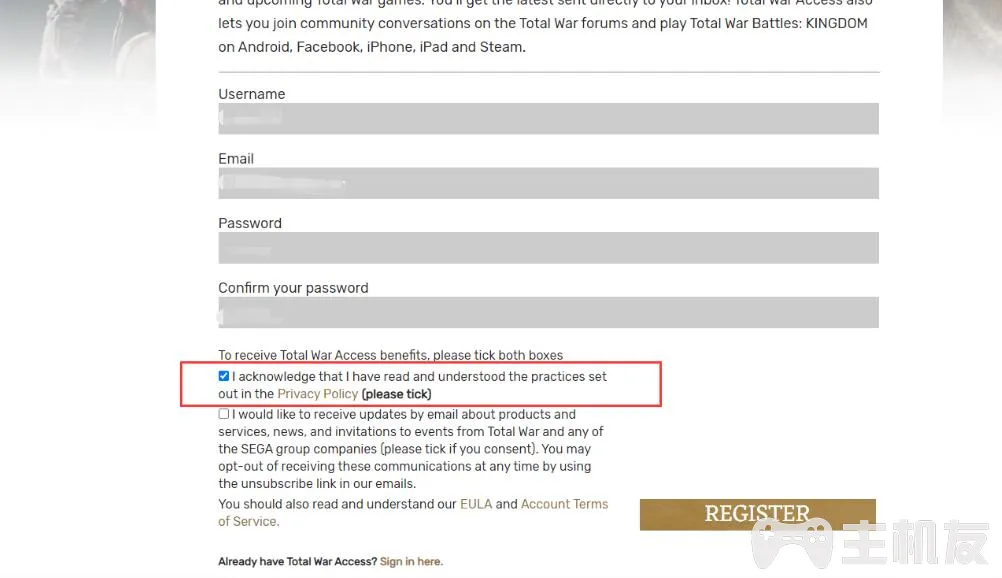 and upcoming Total War games. You'll get the latest sent directly to your inbox! Total War Access also
lets you join community conversations on the Total War forums and play Total War Battles: KINGDOM
on Android, Facebook, iPhone, iPad and Steam.
Username
Email
Password
Confirm your password
To receive Total War Access benefits, please tick both boxes
I acknowledge that I have read and understood the practices set
out in the Privacy Policy (please tick)
I would like to receive updates by email about products and
services, news, and invitations to events from Total War and any of
the SEGA group companies (please tick if you consent). You may
opt-out of receiving these communications at any time by using
the unsubscribe link in our emails.
You should also read and understand our EULA and Account Terms
of Service.
REGISTER
主机友
Already have Total War Access? Sign in here.